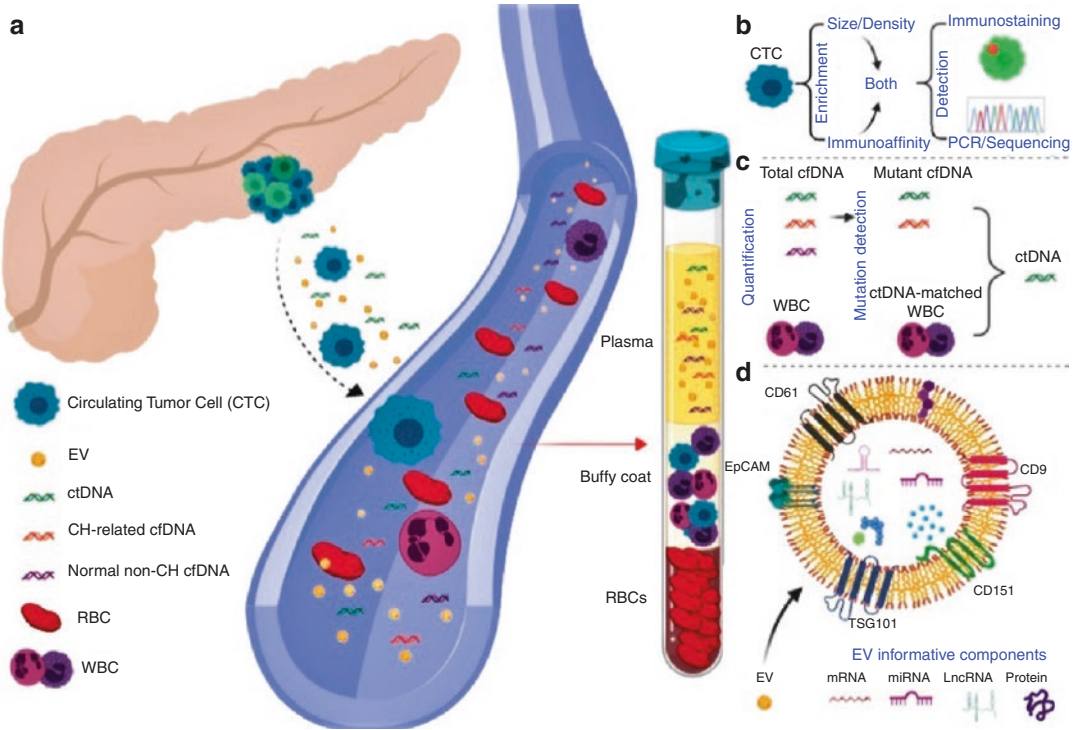 a
Circulating Tumor Cell (CTC)
EV
ctDNA
CH-related cfDNA
Normal non-CH cfDNA
RBC
WBC
Plasma
Buffy coat
RBCs
b
CTC
Enrichment
Size/Density
Both
Immunoaffinity
Detection
Immunostaining
PCR/Sequencing
c
Quantification
Total cfDNA
WBC
Mutation detection
Mutant cfDNA
ctDNA-matched
WBC
ctDNA
d
CD61
EpCAM
CD9
CD151
TSG101
EV informative components
EV
mRNA
miRNA
LncRNA
Protein